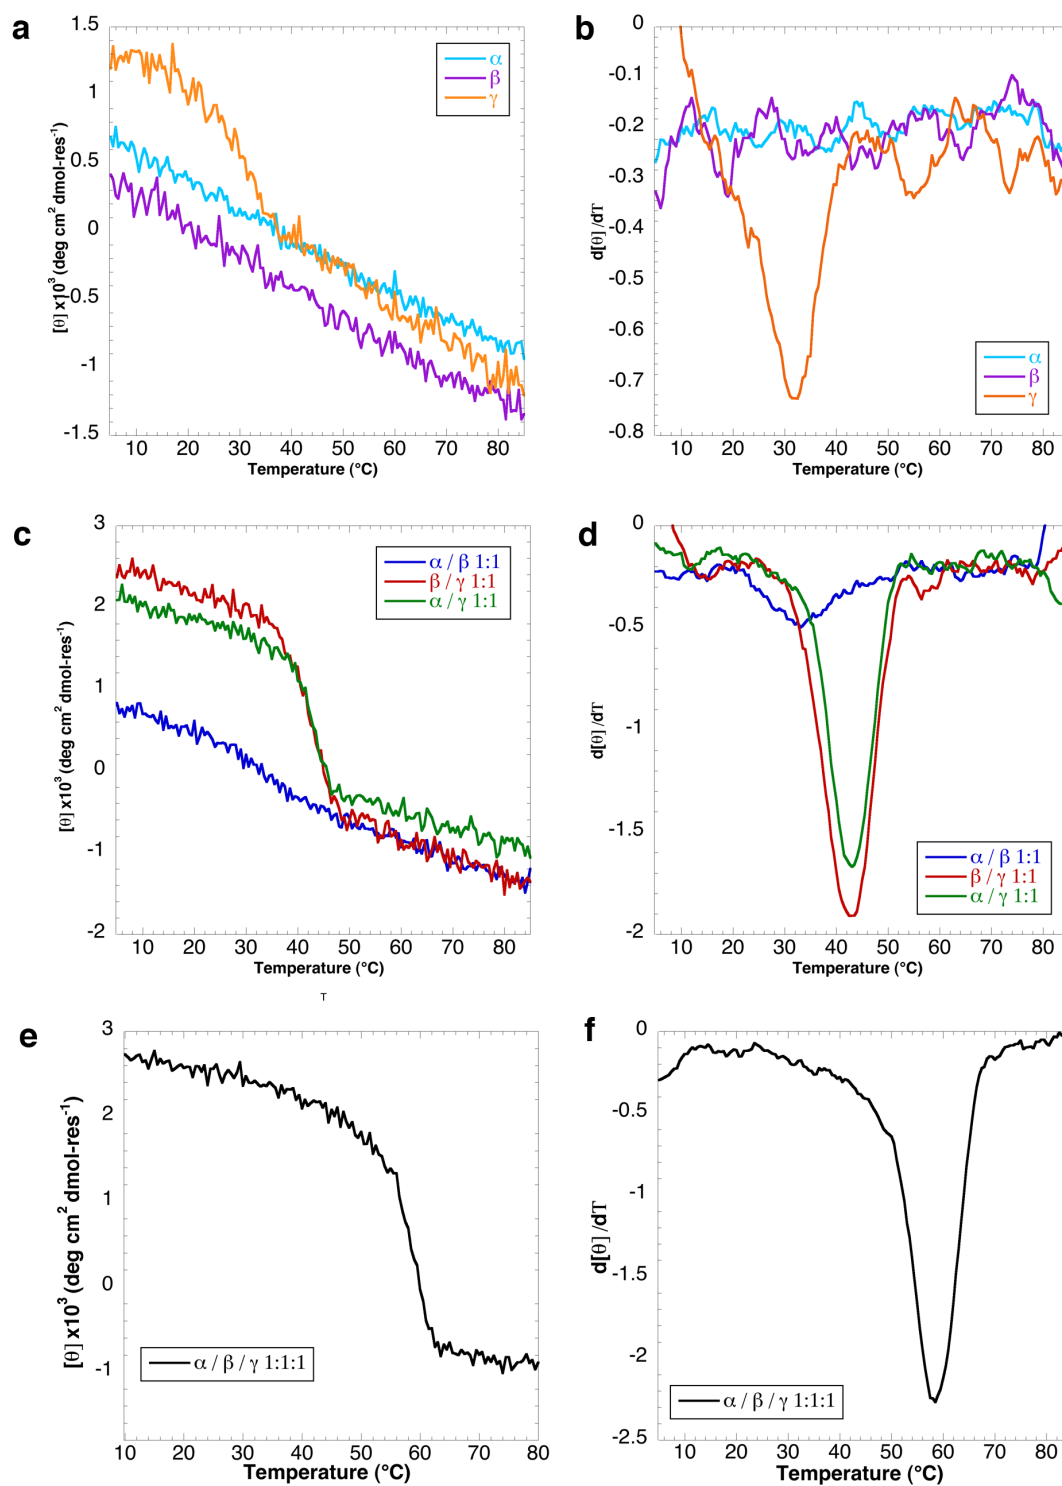 a
1.5
1
0.5
0
-0.5
-1
-1.5
[θ] x10³ (deg cm² dmol-res⁻¹)
α
β
γ
10 20 30 40 50 60 70 80
Temperature (°C)
b
0
-0.1
-0.2
-0.3
-0.4
-0.5
-0.6
-0.7
-0.8
d[θ]/dT
α
β
γ
10 20 30 40 50 60 70 80
Temperature (°C)
c
3
2
1
0
-1
-2
[θ] x10³ (deg cm² dmol-res⁻¹)
α / β 1:1
β / γ 1:1
α / γ 1:1
10 20 30 40 50 60 70 80
Temperature (°C)
T
d
0
-0.5
-1
-1.5
-2
d[θ]/dT
α / β 1:1
β / γ 1:1
α / γ 1:1
10 20 30 40 50 60 70 80
Temperature (°C)
e
3
2
1
0
-1
[θ] x10³ (deg cm² dmol-res⁻¹)
α / β / γ 1:1:1
10 20 30 40 50 60 70 80
Temperature (°C)
f
0
-0.5
-1
-1.5
-2
-2.5
d[θ]/dT
α / β / γ 1:1:1
10 20 30 40 50 60 70 80
Temperature (°C)